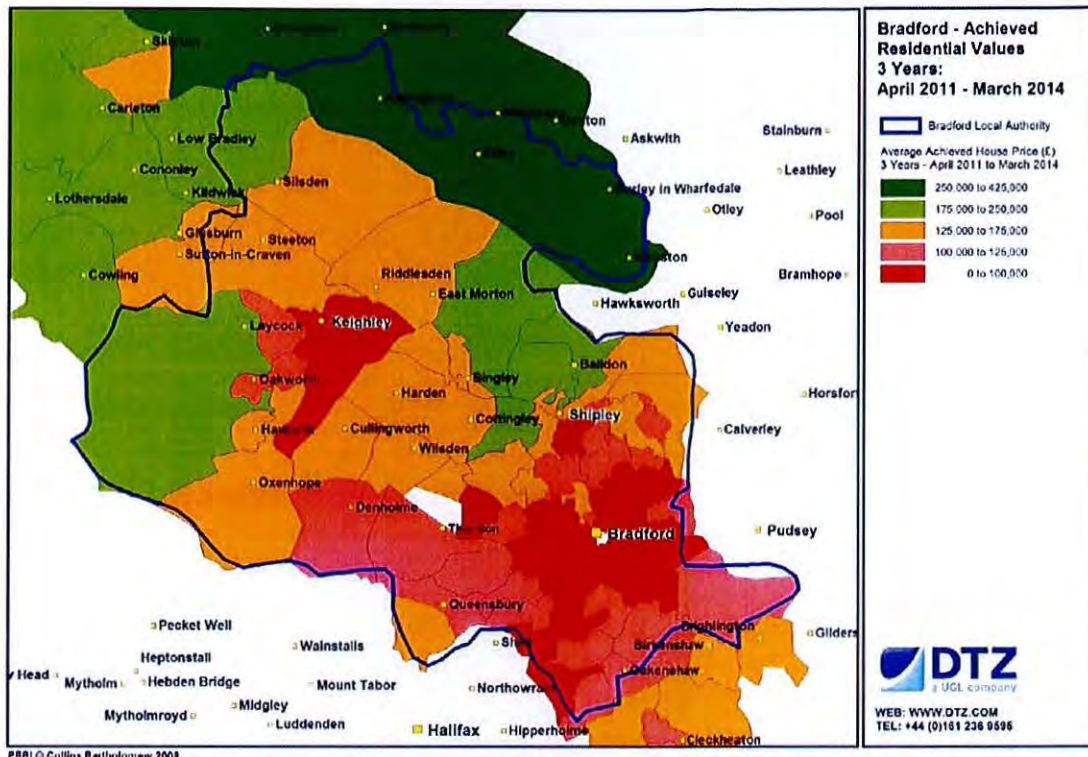 Skipton
Carleton
Low Bradley
Cononley
Kildwick
Silsden
Lothersdale
Glusburn
Steeton
Sutton-in-Craven
Cowling
Riddlesden
East Morton
Laycock
Keighley
Oakworth
Harden
Bingley
Baildon
Haworth
Cullingworth
Cottingley
Shipley
Wilsden
Oxenhope
Denholme
Thornton
Bradford
Queensbury
Askwith
Stainburn
Leathley
Burley in Wharfedale
Otley
Pool
Menston
Bramhope
Hawksworth
Guiseley
Yeadon
Horsfor
Calverley
Pudsey
Drighlington
Birkenshaw
Gilders
Oakenshaw
Pecket Well
Wainstalls
Heptonstall
y Head
Mytholm
Hebden Bridge
Mount Tabor
Northowram
Midgley
Mytholmroyd
Luddenden
Halifax
Hipperholme
Cleckheaton
PBBI © Collins Bartholomew 2009
Bradford - Achieved
Residential Values
3 Years:
April 2011 - March 2014
Bradford Local Authority
Average Achieved House Price (£)
3 Years - April 2011 to March 2014
250,000 to 425,000
175,000 to 250,000
125,000 to 175,000
100,000 to 125,000
0 to 100,000
DTZ
a UGL company
WEB: WWW.DTZ.COM
TEL: +44 (0)161 236 9595